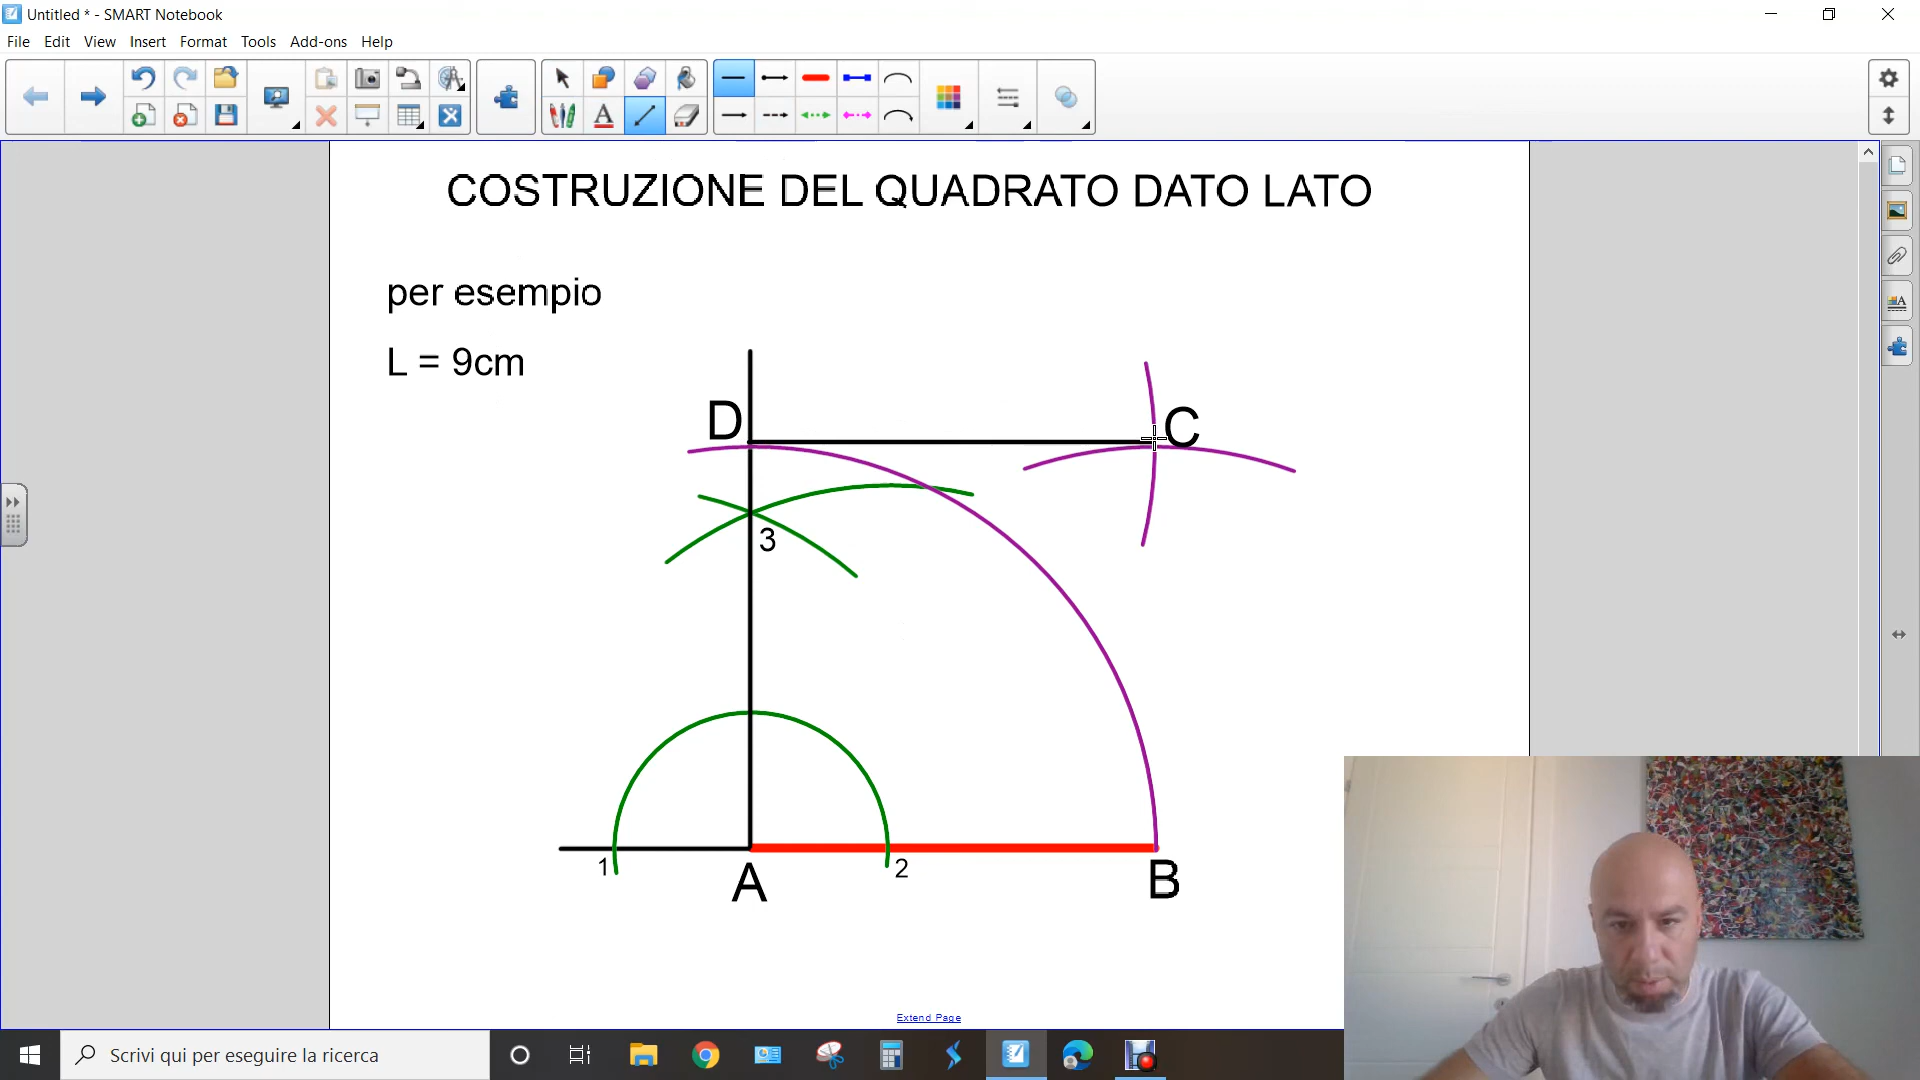 Untitled * - SMART Notebook
File Edit View Insert Format Tools Add-ons Help
COSTRUZIONE DEL QUADRATO DATO LATO
per esempio
L = 9cm
D
C
3
1
2
A
B
Extend Page
Scrivi qui per eseguire la ricerca